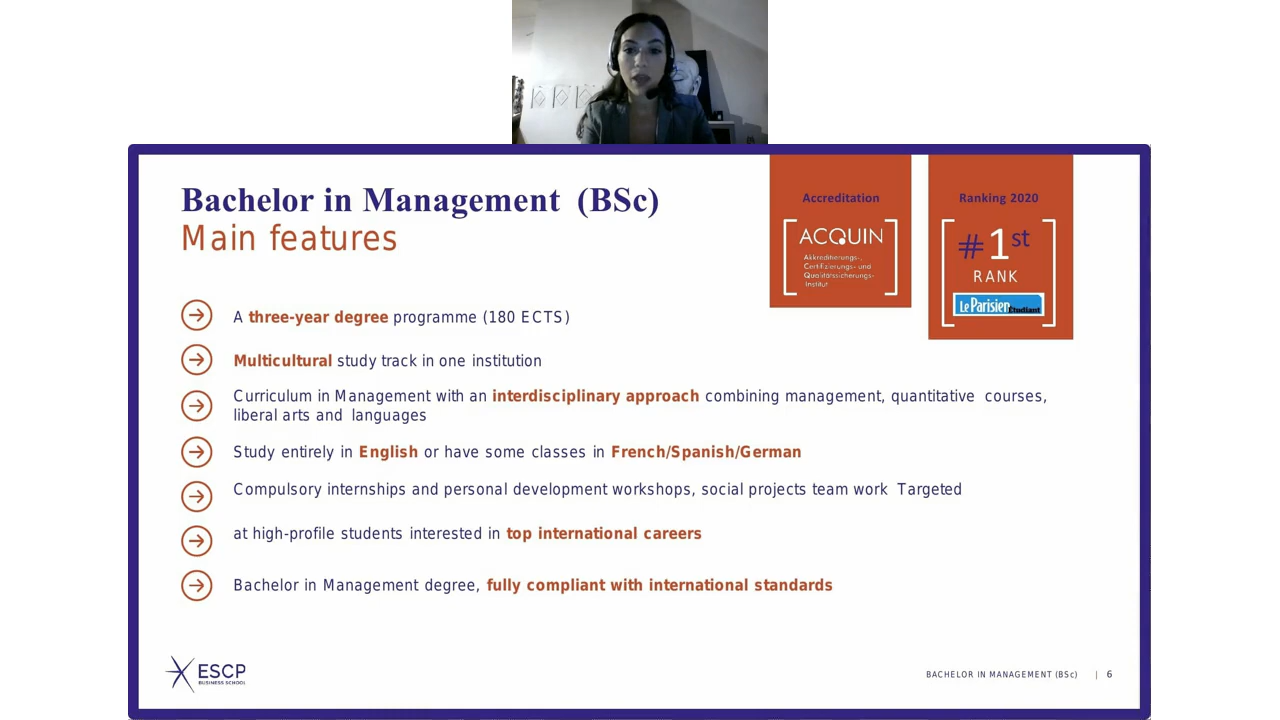 Bachelor in Management (BSc)
Main features
Accreditation
ACQUIN
Akkreditierungs-,
Certifizierungs- und
Qualitätssicherungs-
Institut
Ranking 2020
#1st
RANK
Le Parisien
Étudiant
A three-year degree programme (180 ECTS)
Multicultural study track in one institution
Curriculum in Management with an interdisciplinary approach combining management, quantitative courses,
liberal arts and languages
Study entirely in English or have some classes in French/Spanish/German
Compulsory internships and personal development workshops, social projects team work Targeted
at high-profile students interested in top international careers
Bachelor in Management degree, fully compliant with international standards
ESCP
BUSINESS SCHOOL
BACHELOR IN MANAGEMENT (BSc) | 6